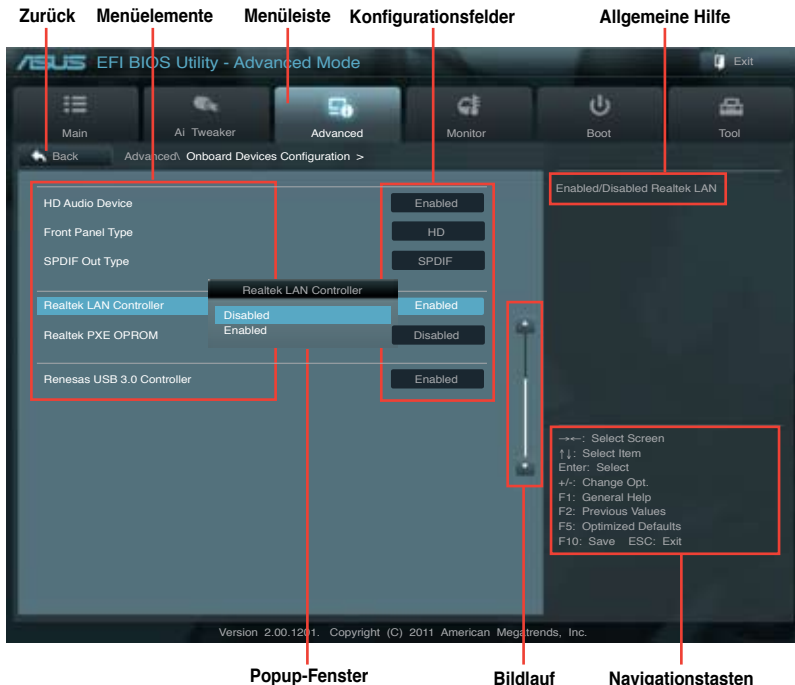 Zurück Menüelemente Menüleiste Konfigurationsfelder Allgemeine Hilfe
ASUS EFI BIOS Utility - Advanced Mode Exit
Main Ai Tweaker Advanced Monitor Boot Tool
Back Advanced\ Onboard Devices Configuration >
Enabled/Disabled Realtek LAN
HD Audio Device Enabled
Front Panel Type HD
SPDIF Out Type SPDIF
Realtek LAN Controller
Realtek LAN Controller Enabled
Disabled
Enabled
Realtek PXE OPROM Disabled
Renesas USB 3.0 Controller Enabled
→←: Select Screen
↑↓: Select Item
Enter: Select
+/-: Change Opt.
F1: General Help
F2: Previous Values
F5: Optimized Defaults
F10: Save ESC: Exit
Version 2.00.1201. Copyright (C) 2011 American Megatrends, Inc.
Popup-Fenster Bildlauf Navigationstasten